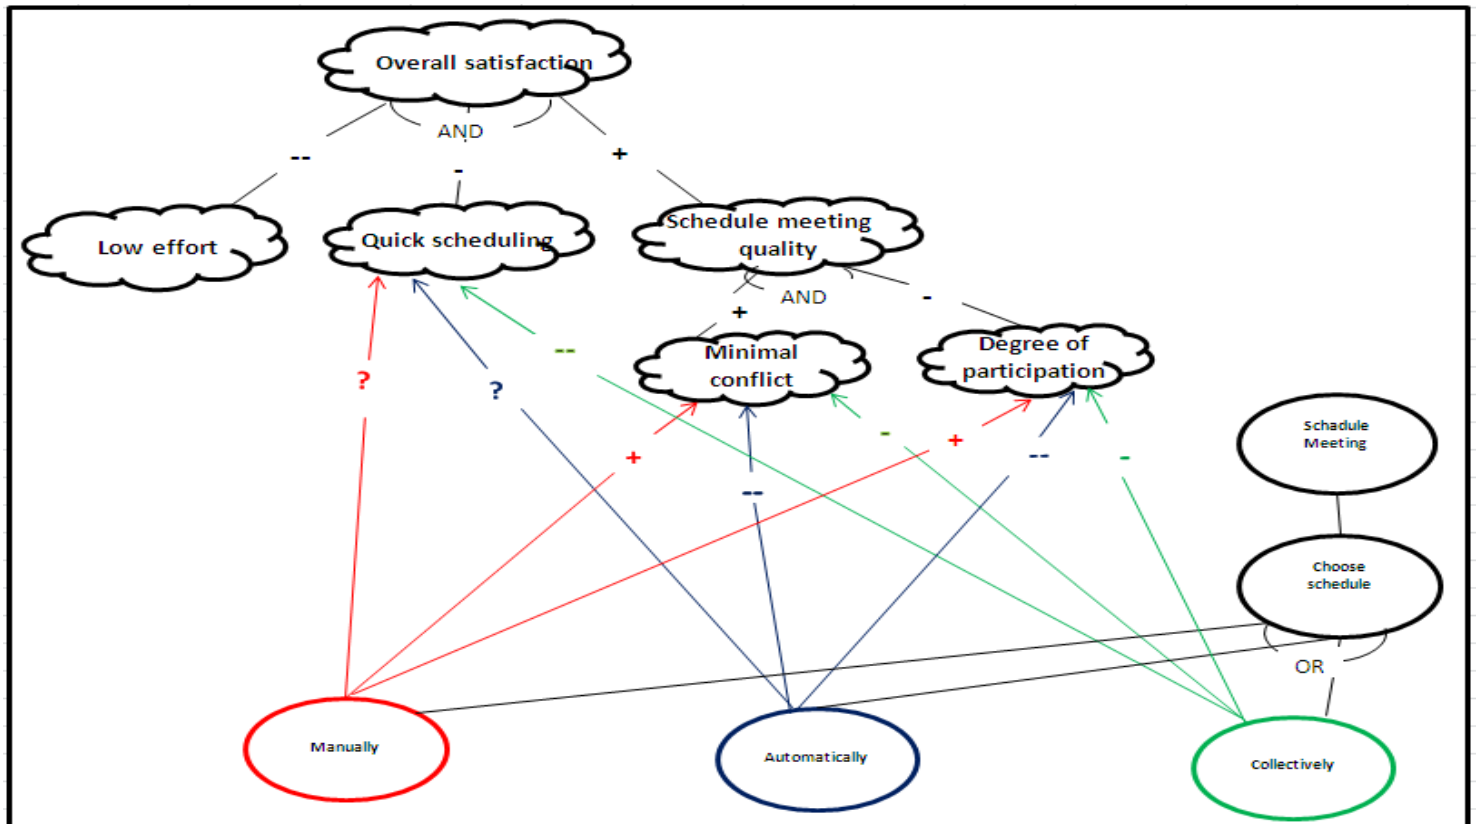 Overall satisfaction
AND
--
-
+
Low effort
Quick scheduling
Schedule meeting
quality
AND
+
-
Minimal
conflict
Degree of
participation
--
?
?
+
--
-
+
--
-
Schadule
Meeting
Choose
schedule
OR
Manually
Automatically
Collectively